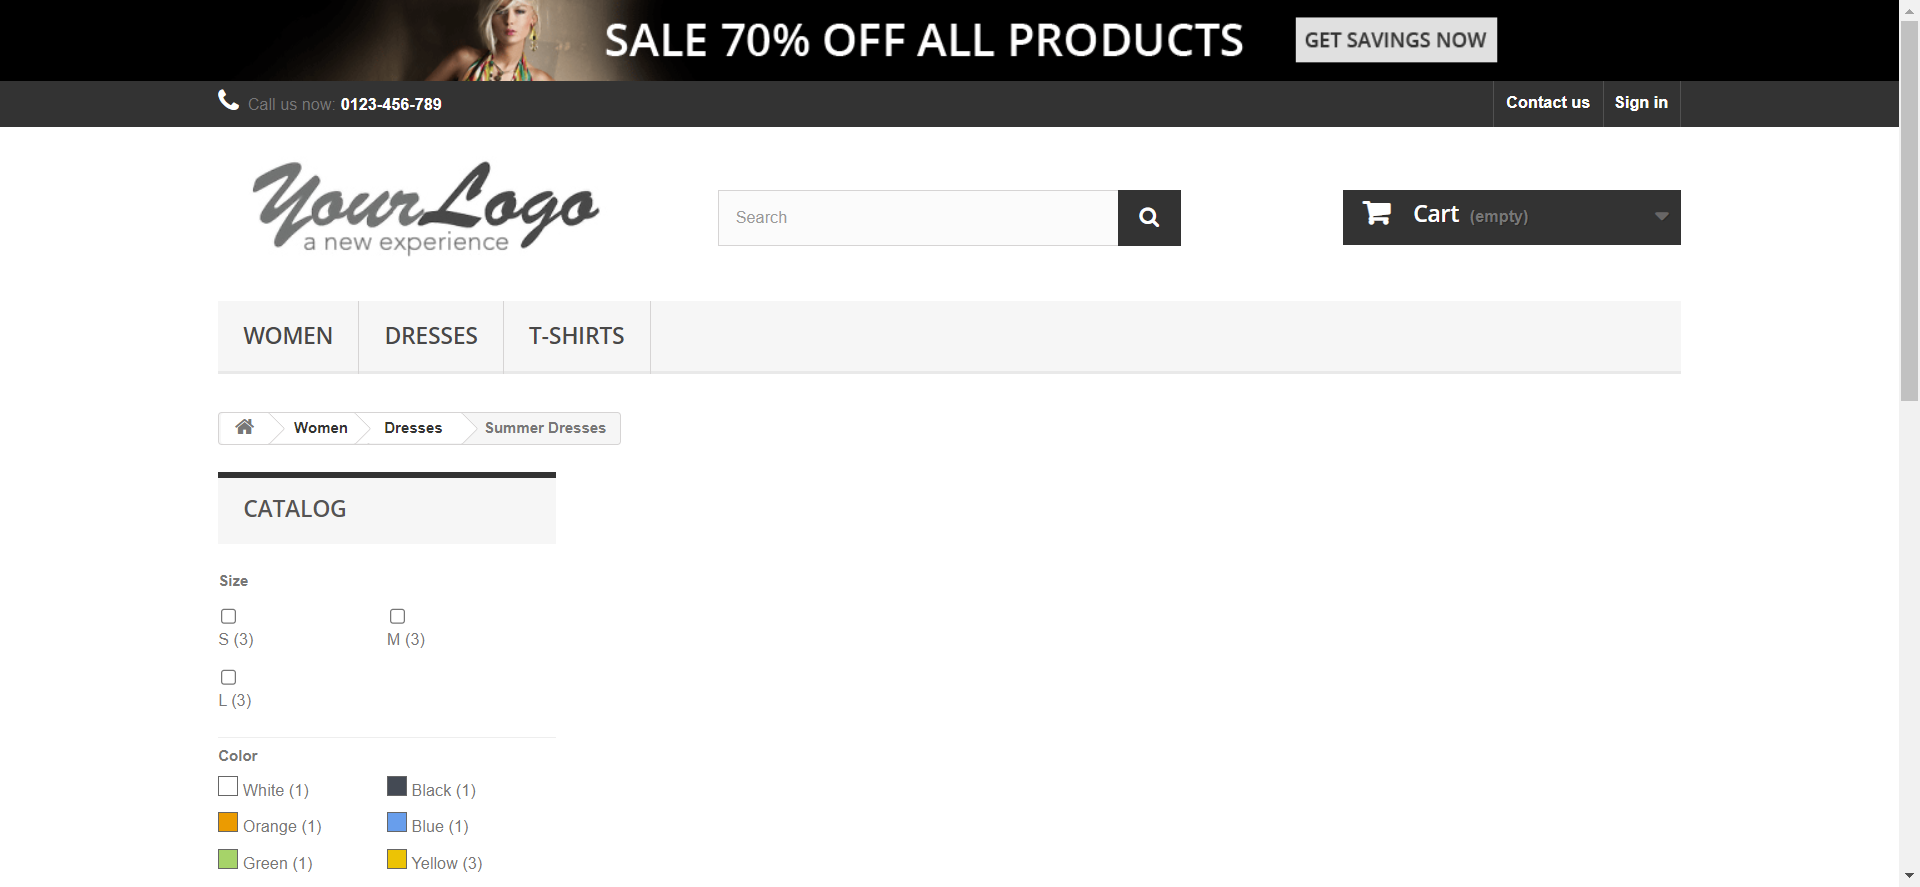 SALE 70% OFF ALL PRODUCTS GET SAVINGS NOW
Call us now: 0123-456-789 Contact us Sign in
YourLogo
a new experience
Search
Cart (empty)
WOMEN DRESSES T-SHIRTS
Women Dresses Summer Dresses
CATALOG
Size
S (3) M (3)
L (3)
Color
White (1) Black (1)
Orange (1) Blue (1)
Green (1) Yellow (3)